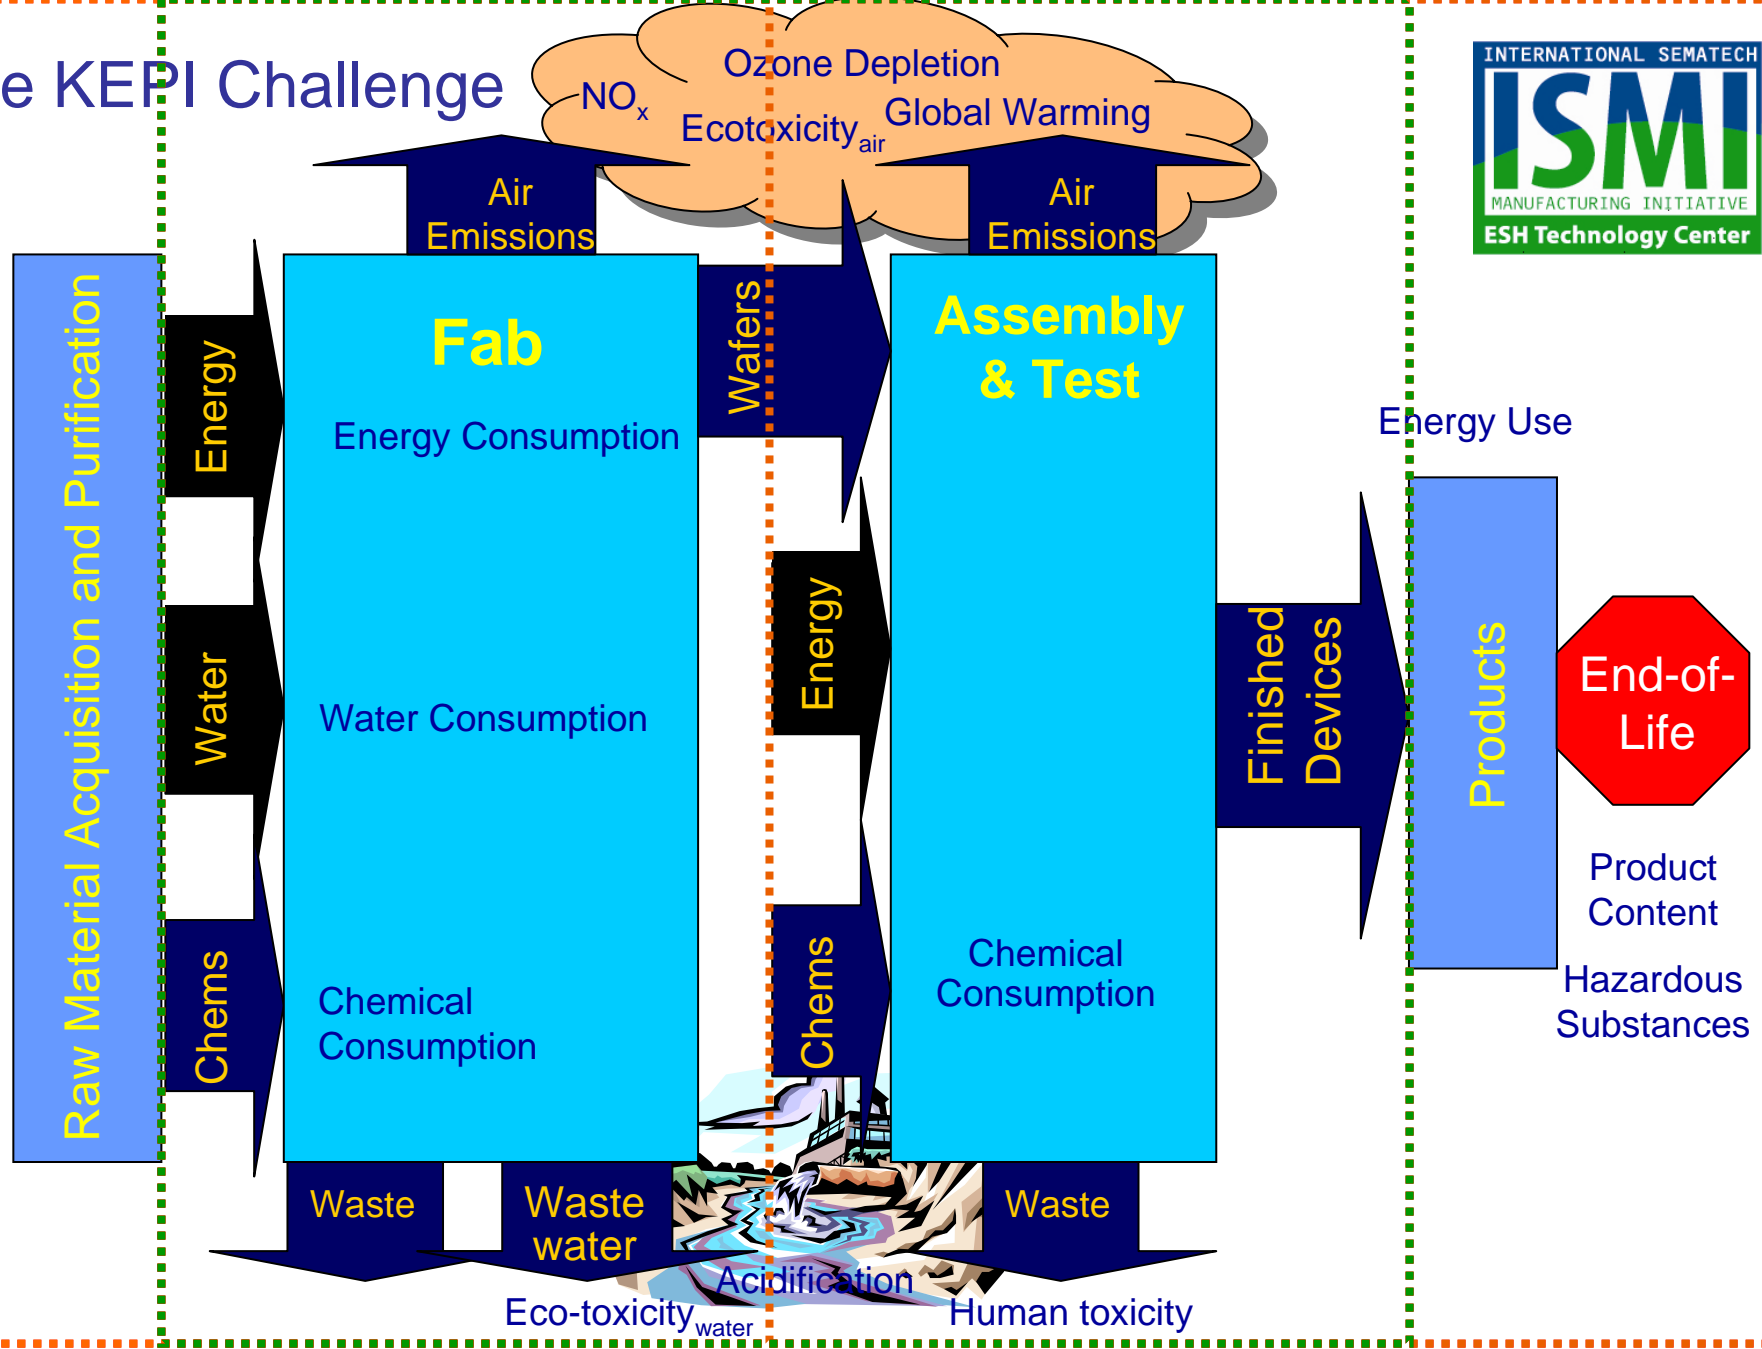 e KEPI Challenge
Ozone Depletion
NOx
Global Warming
Ecotoxicityair
INTERNATIONAL SEMATECH
ISMI
MANUFACTURING INITIATIVE
ESH Technology Center
Air
Emissions
Air
Emissions
Raw Material Acquisition and Purification
Energy
Water
Chems
Fab
Energy Consumption
Water Consumption
Chemical
Consumption
Wafers
Energy
Chems
Assembly
& Test
Chemical
Consumption
Finished
Devices
Energy Use
Products
End-of-
Life
Product
Content
Hazardous
Substances
Waste
Waste
water
Waste
Acidification
Eco-toxicitywater
Human toxicity